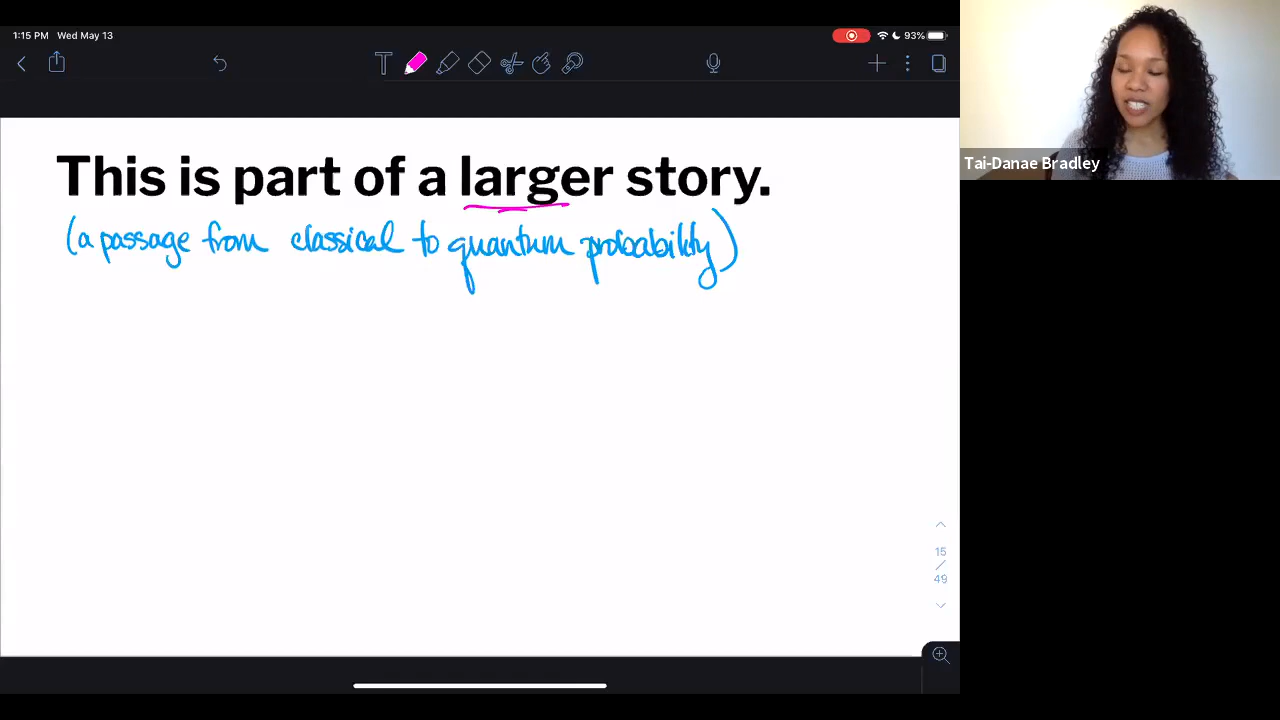 1:15 PM Wed May 13
93%
T
This is part of a larger story.
(a passage from classical to quantum probability)
15
/
49
Tai-Danae Bradley